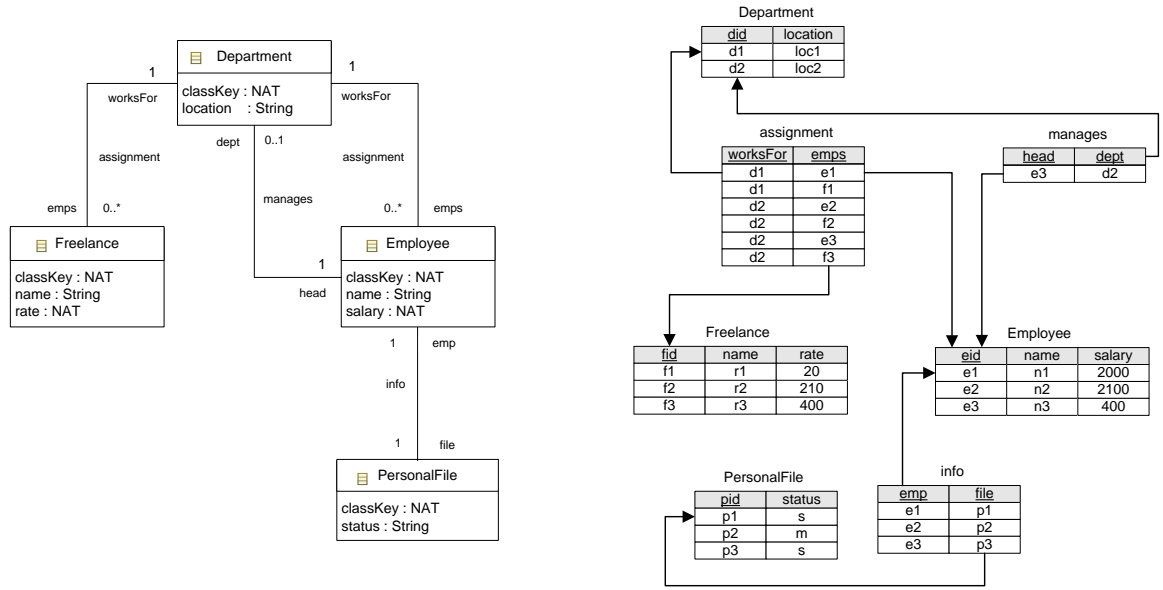 Department
classKey : NAT
location : String
1
worksFor
1
worksFor
dept
0..1
assignment
assignment
manages
emps
0..*
0..*
emps
Freelance
classKey : NAT
name : String
rate : NAT
Employee
classKey : NAT
name : String
salary : NAT
1
head
1
emp
info
1
file
PersonalFile
classKey : NAT
status : String
Department
did location
d1 loc1
d2 loc2
assignment
worksFor emps
d1 e1
d1 f1
d2 e2
d2 f2
d2 e3
d2 f3
manages
head dept
e3 d2
Freelance
fid name rate
f1 r1 20
f2 r2 210
f3 r3 400
Employee
eid name salary
e1 n1 2000
e2 n2 2100
e3 n3 400
PersonalFile
pid status
p1 s
p2 m
p3 s
info
emp file
e1 p1
e2 p2
e3 p3